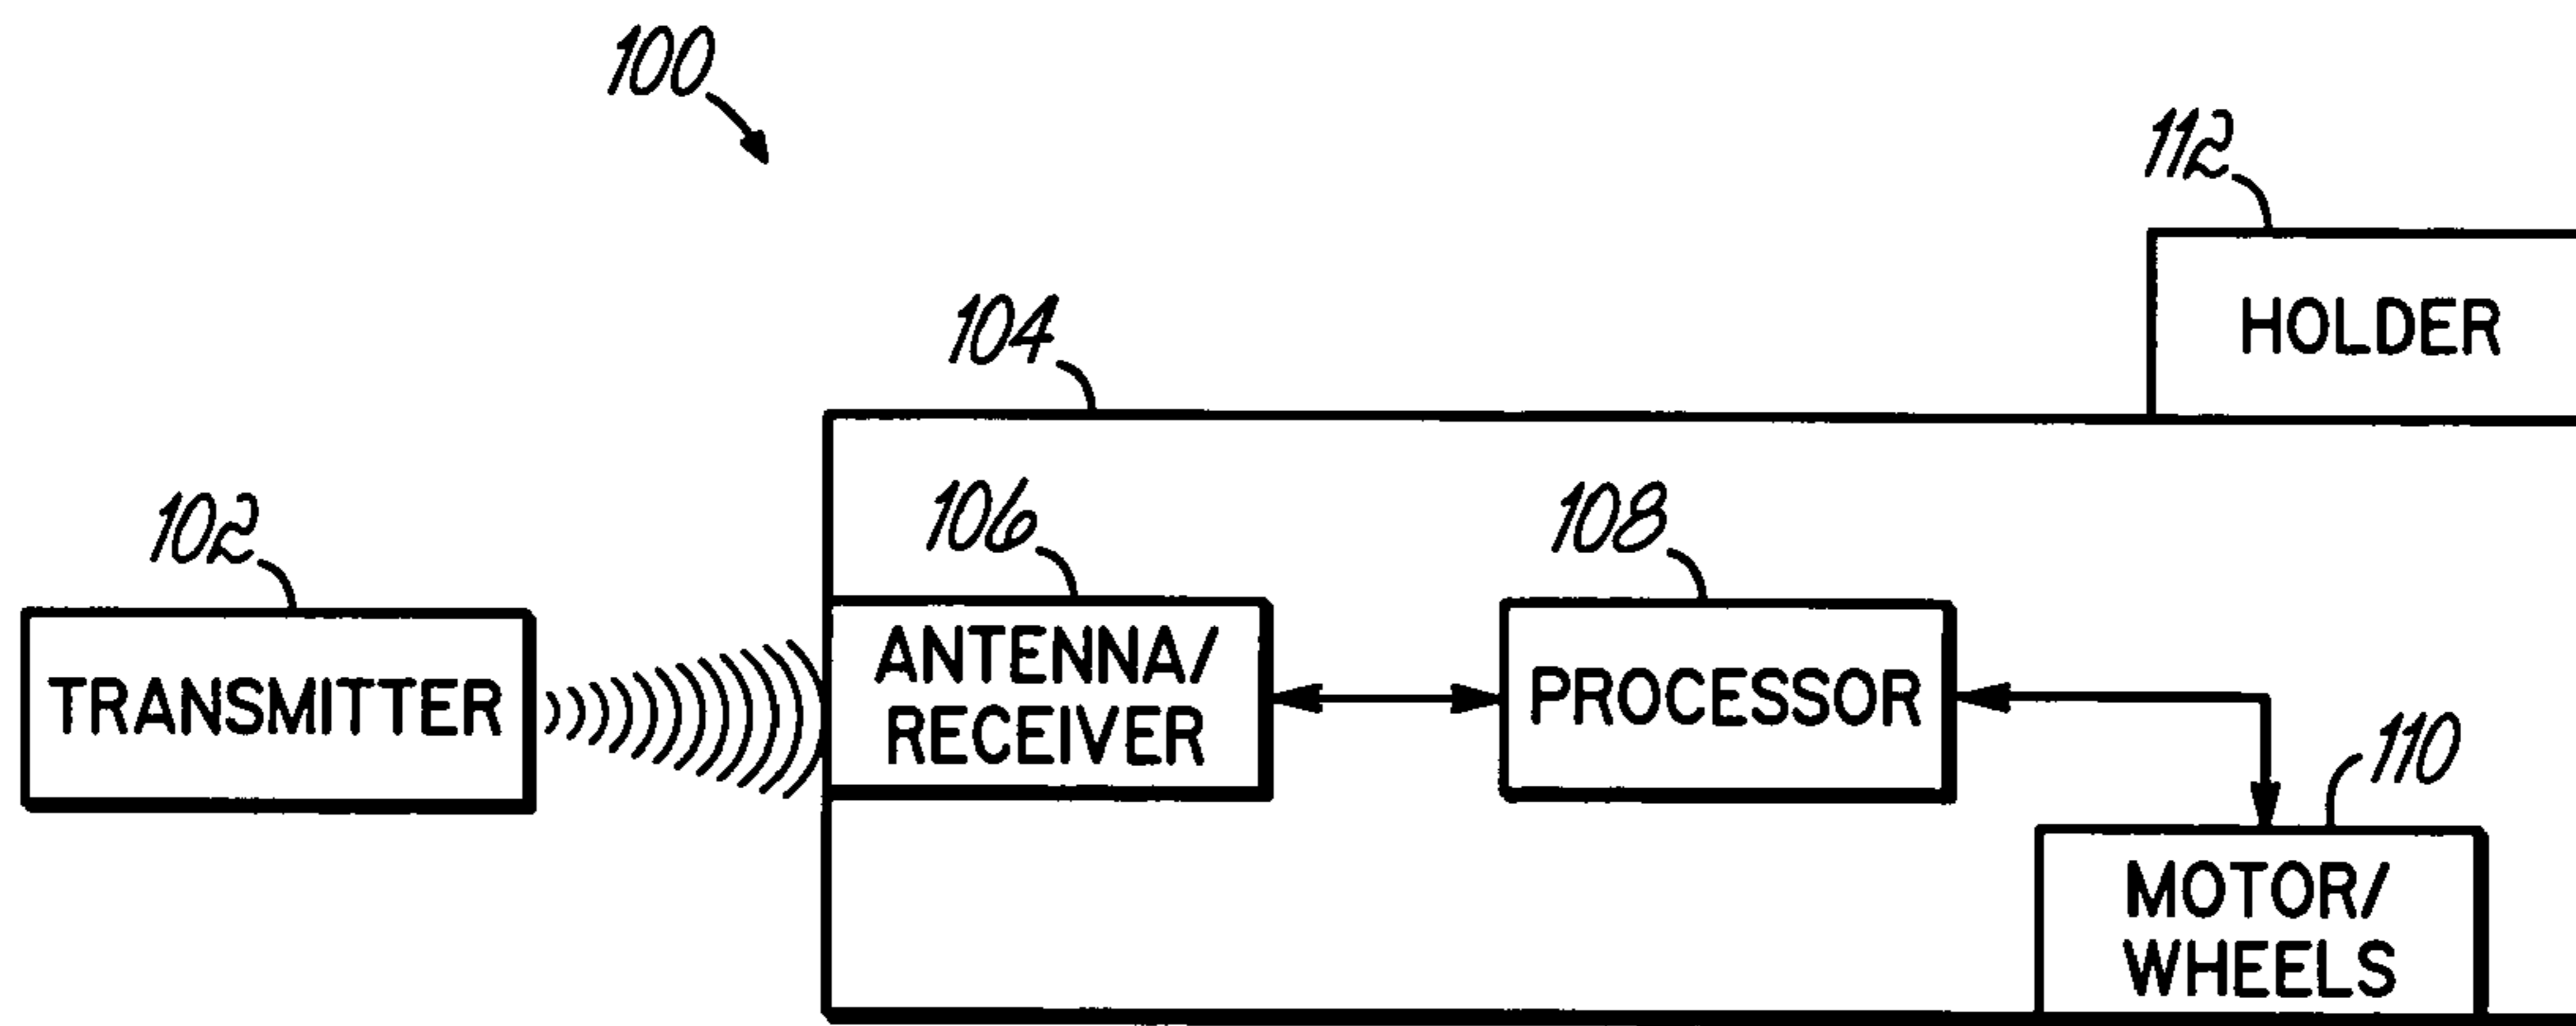 100
112
HOLDER
104
102
106
108
TRANSMITTER
ANTENNA/
RECEIVER
PROCESSOR
110
MOTOR/
WHEELS